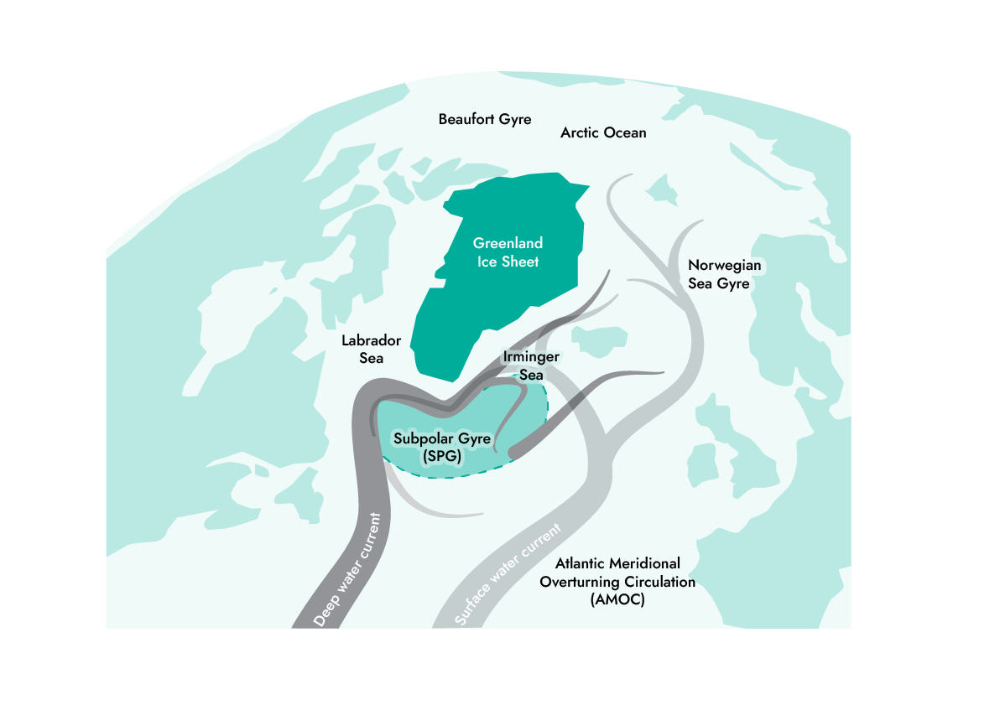 Beaufort Gyre
Arctic Ocean
Greenland
Ice Sheet
Norwegian
Sea Gyre
Labrador
Sea
Irminger
Sea
Subpolar Gyre
(SPG)
Deep water current
Surface water current
Atlantic Meridional
Overturning Circulation
(AMOC)